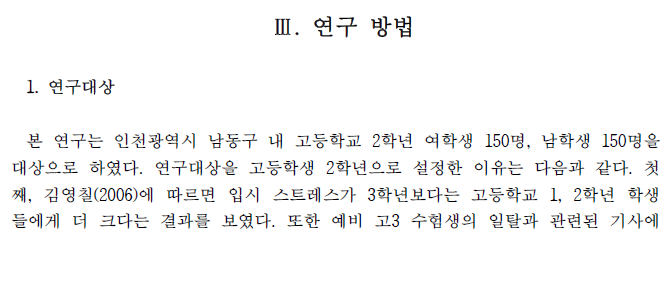 Ⅲ. 연구 방법
1. 연구대상
본 연구는 인천광역시 남동구 내 고등학교 2학년 여학생 150명, 남학생 150명을
대상으로 하였다. 연구대상을 고등학생 2학년으로 설정한 이유는 다음과 같다. 첫
째, 김영칠(2006)에 따르면 입시 스트레스가 3학년보다는 고등학교 1, 2학년 학생
들에게 더 크다는 결과를 보였다. 또한 예비 고3 수험생의 일탈과 관련된 기사에